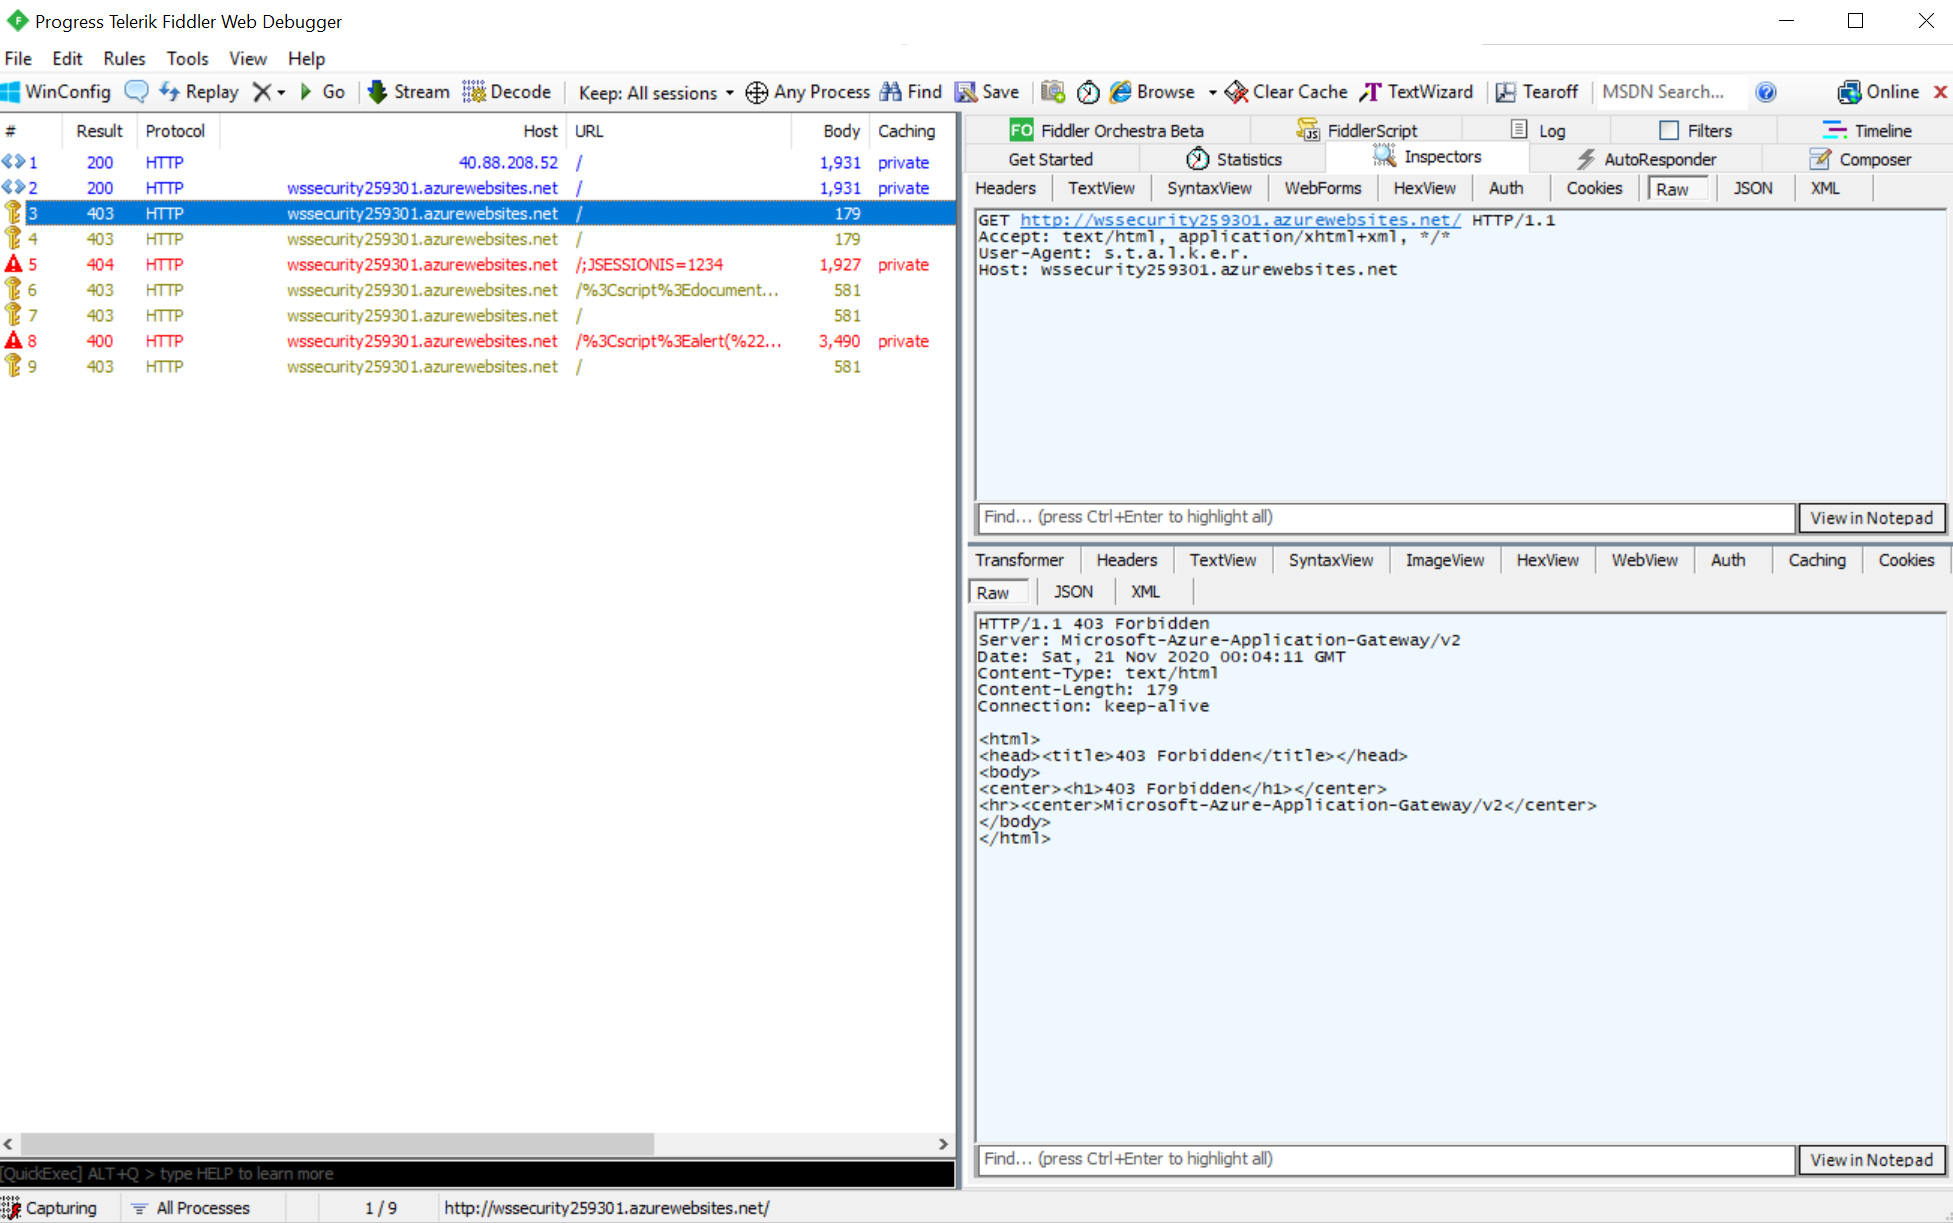 Progress Telerik Fiddler Web Debugger
File Edit Rules Tools View Help
WinConfig Replay Go Stream Decode Keep: All sessions Any Process Find Save Browse Clear Cache TextWizard Tearoff MSDN Search... Online
# Result Protocol Host URL Body Caching
1 200 HTTP 40.88.208.52 / 1,931 private
2 200 HTTP wssecurity259301.azurewebsites.net / 1,931 private
3 403 HTTP wssecurity259301.azurewebsites.net / 179
4 403 HTTP wssecurity259301.azurewebsites.net / 179
5 404 HTTP wssecurity259301.azurewebsites.net /;JSESSIONIS=1234 1,927 private
6 403 HTTP wssecurity259301.azurewebsites.net /%3Cscript%3Edocument... 581
7 403 HTTP wssecurity259301.azurewebsites.net / 581
8 400 HTTP wssecurity259301.azurewebsites.net /%3Cscript%3Ealert(%22... 3,490 private
9 403 HTTP wssecurity259301.azurewebsites.net / 581
[QuickExec] ALT+Q > type HELP to learn more
FO Fiddler Orchestra Beta FiddlerScript Log Filters Timeline
Get Started Statistics Inspectors AutoResponder Composer
Headers TextView SyntaxView WebForms HexView Auth Cookies Raw JSON XML
GET http://wssecurity259301.azurewebsites.net/ HTTP/1.1
Accept: text/html, application/xhtml+xml, */*
User-Agent: s.t.a.l.k.e.r.
Host: wssecurity259301.azurewebsites.net
Find... (press Ctrl+Enter to highlight all) View in Notepad
Transformer Headers TextView SyntaxView ImageView HexView WebView Auth Caching Cookies
Raw JSON XML
HTTP/1.1 403 Forbidden
Server: Microsoft-Azure-Application-Gateway/v2
Date: Sat, 21 Nov 2020 00:04:11 GMT
Content-Type: text/html
Content-Length: 179
Connection: keep-alive
<html>
<head><title>403 Forbidden</title></head>
<body>
<center><h1>403 Forbidden</h1></center>
<hr><center>Microsoft-Azure-Application-Gateway/v2</center>
</body>
</html>
Find... (press Ctrl+Enter to highlight all) View in Notepad
Capturing All Processes 1 / 9 http://wssecurity259301.azurewebsites.net/